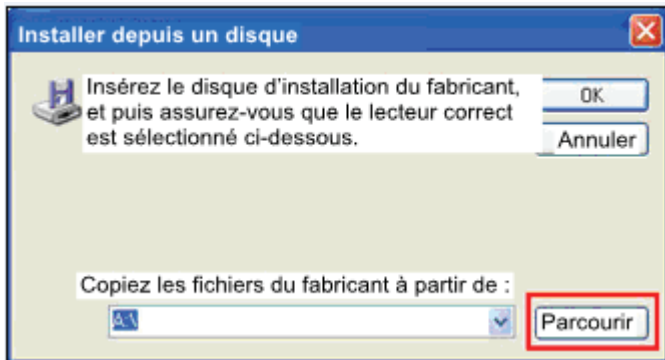 Installer depuis un disque
Insérez le disque d'installation du fabricant,
et puis assurez-vous que le lecteur correct
est sélectionné ci-dessous.
OK
Annuler
Copiez les fichiers du fabricant à partir de :
A:\
Parcourir